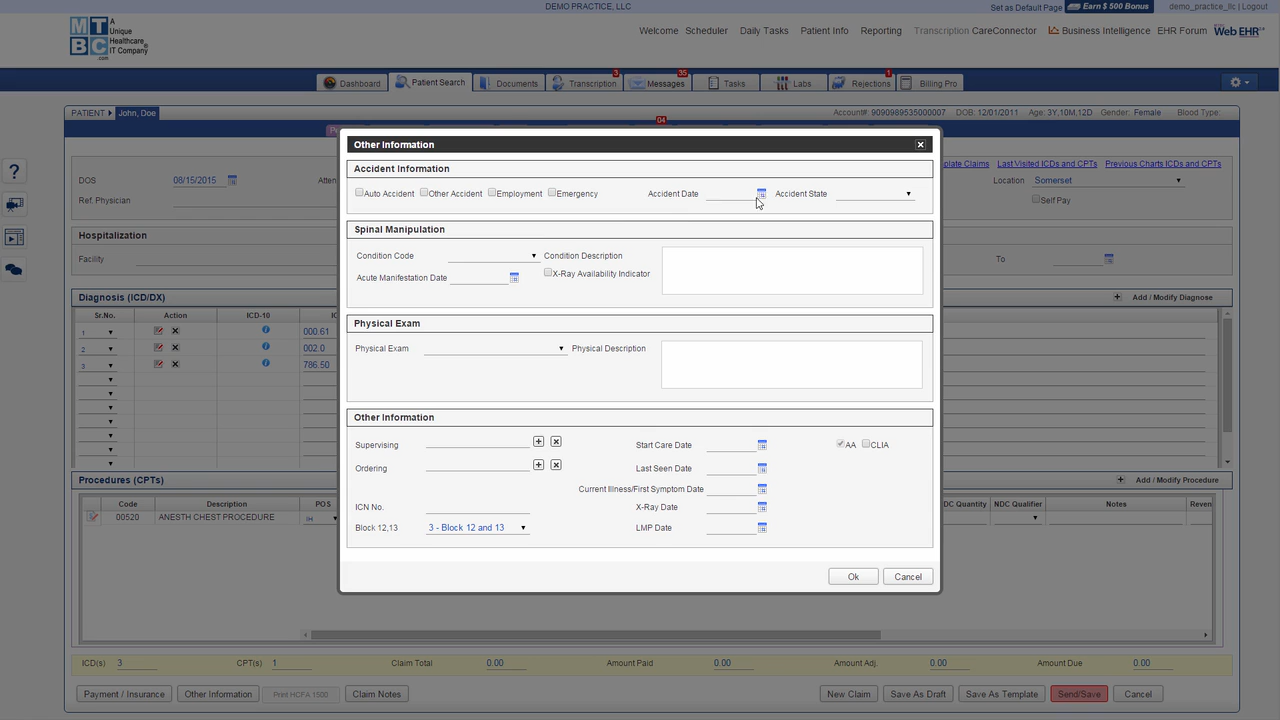 DEMO PRACTICE, LLC
Set as Default Page
Earn $ 500 Bonus
demo_practice_llc | Logout
MTBC.com
A Unique Healthcare IT Company
Welcome Scheduler Daily Tasks Patient Info Reporting Transcription CareConnector Business Intelligence EHR Forum Web EHR
Dashboard Patient Search Documents Transcription 3 Messages 35 Tasks Labs Rejections 1 Billing Pro
PATIENT John, Doe Account#: 9090989535000007 DOB: 12/01/2011 Age: 3Y,10M,12D Gender: Female Blood Type:
04
Other Information
Accident Information
Auto Accident Other Accident Employment Emergency Accident Date Accident State
Spinal Manipulation
Condition Code Condition Description
Acute Manifestation Date X-Ray Availability Indicator
Physical Exam
Physical Exam Physical Description
Other Information
Supervising Start Care Date AA CLIA
Ordering Last Seen Date
Current Illness/First Symptom Date
ICN No. X-Ray Date
Block 12,13 3 - Block 12 and 13 LMP Date
Ok Cancel
plate Claims Last Visited ICDs and CPTs Previous Charts ICDs and CPTs
DOS 08/15/2015 Atten
Location Somerset
Ref. Physician
Self Pay
Hospitalization
Facility
To
Diagnosis (ICD/DX)
Add / Modify Diagnose
Sr.No. Action ICD-10 IC
1 000.61
2 002.0
3 786.50
Procedures (CPTs)
Add / Modify Procedure
Code Description POS
DC Quantity NDC Qualifier Notes Reven
00520 ANESTH CHEST PROCEDURE
ICD(s) 3 CPT(s) 1 Claim Total 0.00 Amount Paid 0.00 Amount Adj. 0.00 Amount Due 0.00
Payment / Insurance Other Information Print HCFA 1500 Claim Notes New Claim Save As Draft Save As Template Send/Save Cancel